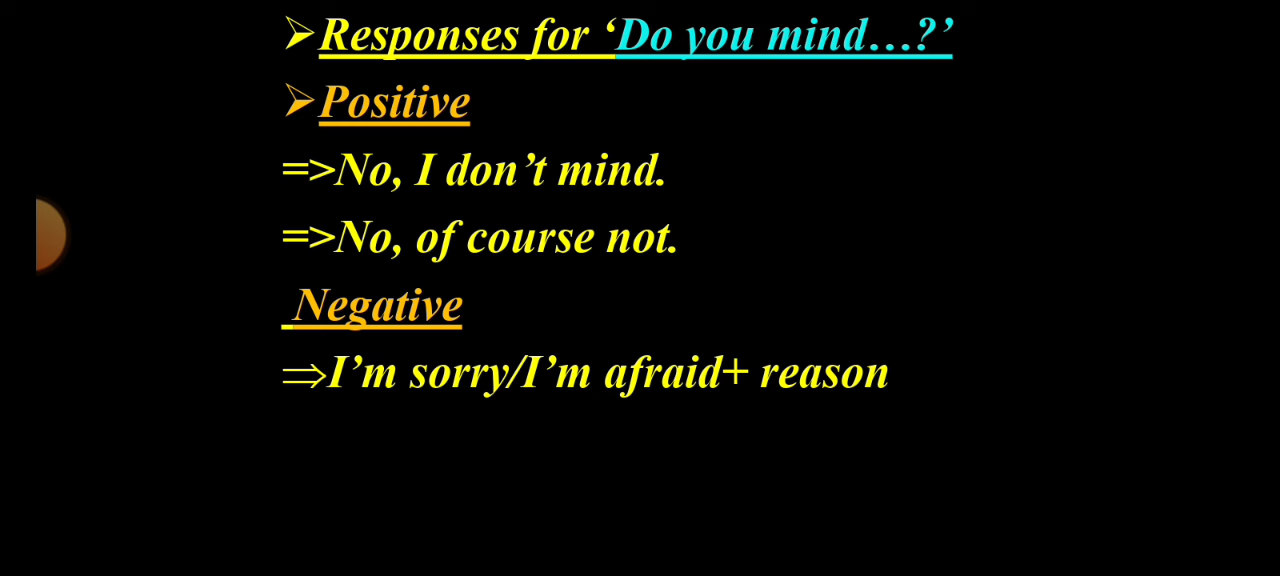 ➢Responses for ‘Do you mind…?’
➢Positive
=>No, I don’t mind.
=>No, of course not.
Negative
⇒I’m sorry/I’m afraid+ reason